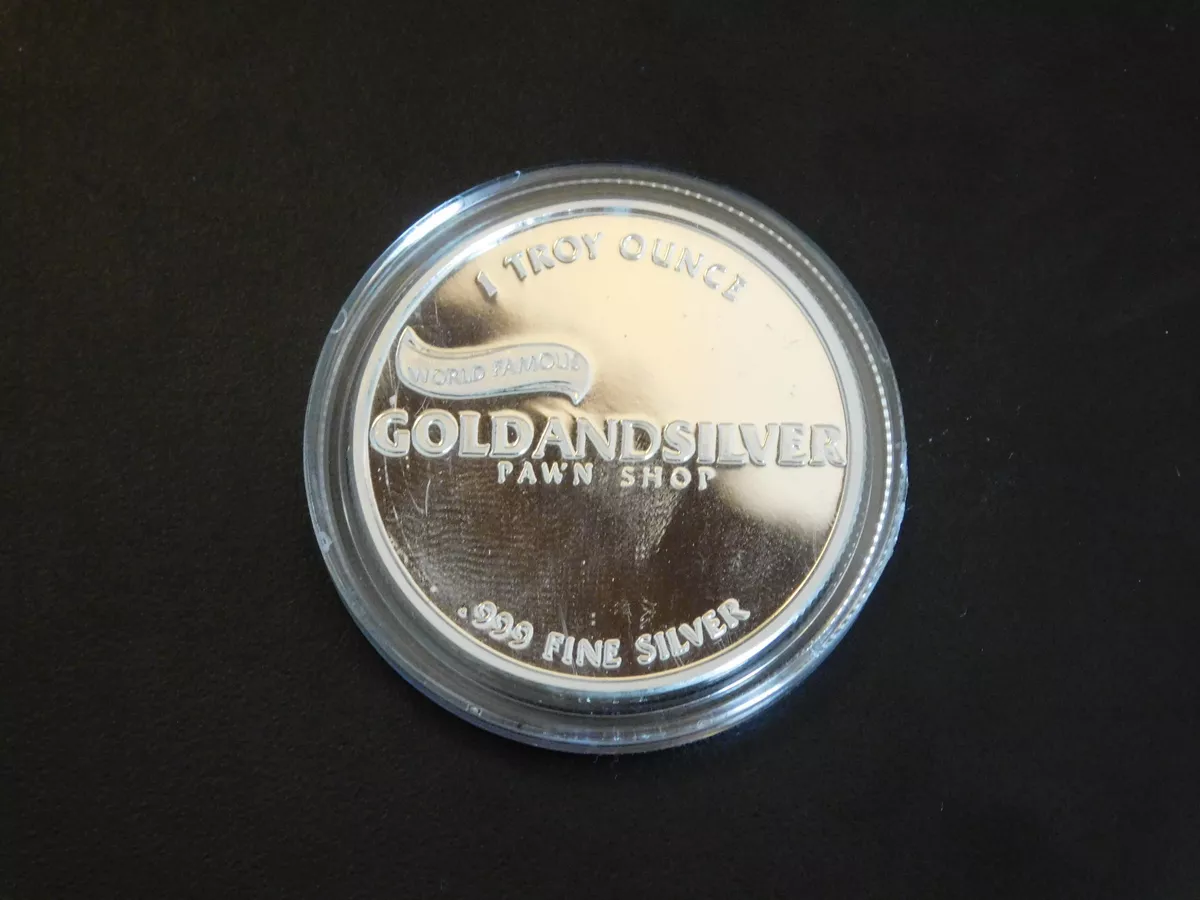 1 TROY OUNCE
WORLD FAMOUS
GOLDANDSILVER
PAWN SHOP
.999 FINE SILVER